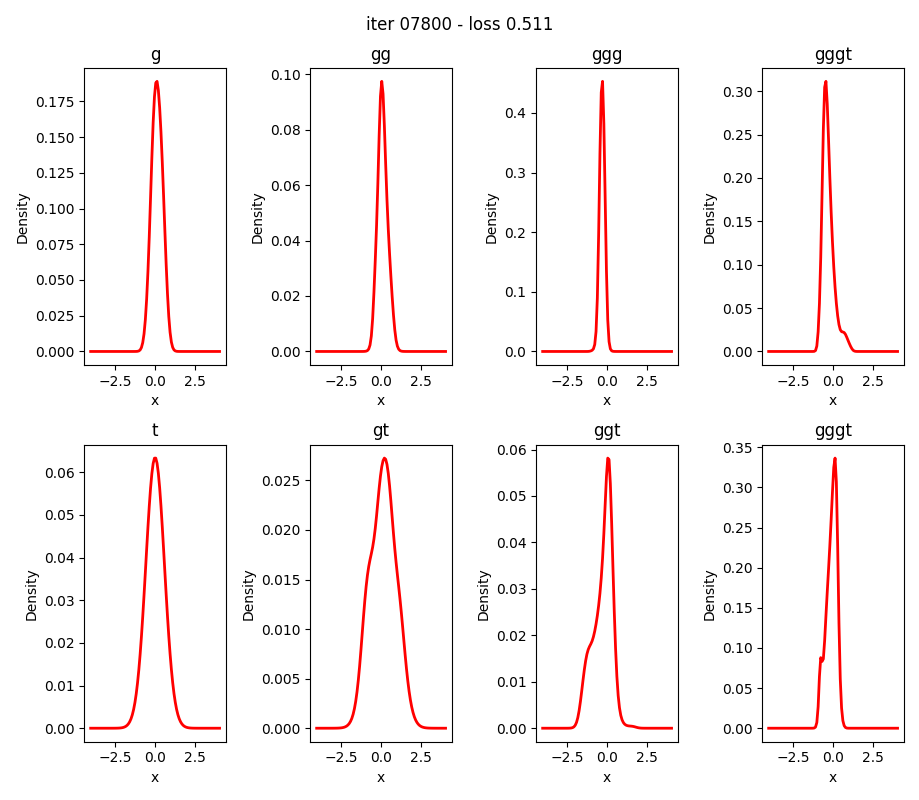 iter 07800 - loss 0.511
g
gg
ggg
gggt
0.175
0.150
0.125
0.100
0.075
0.050
0.025
0.000
Density
−2.5 0.0 2.5
x
0.10
0.08
0.06
0.04
0.02
0.00
Density
−2.5 0.0 2.5
x
0.4
0.3
0.2
0.1
0.0
Density
−2.5 0.0 2.5
x
0.30
0.25
0.20
0.15
0.10
0.05
0.00
Density
−2.5 0.0 2.5
x
t
gt
ggt
gggt
0.06
0.05
0.04
0.03
0.02
0.01
0.00
Density
−2.5 0.0 2.5
x
0.025
0.020
0.015
0.010
0.005
0.000
Density
−2.5 0.0 2.5
x
0.06
0.05
0.04
0.03
0.02
0.01
0.00
Density
−2.5 0.0 2.5
x
0.35
0.30
0.25
0.20
0.15
0.10
0.05
0.00
Density
−2.5 0.0 2.5
x